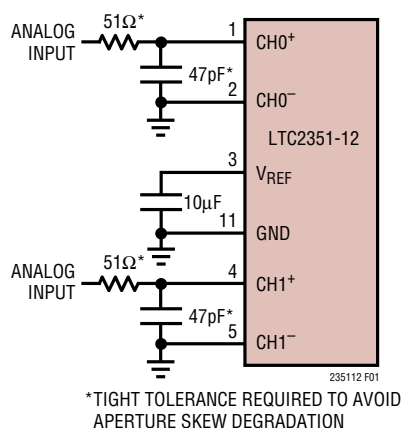 ANALOG
INPUT
51Ω*
47pF*
1
CH0⁺
2
CH0⁻
LTC2351-12
3
VREF
10µF
11
GND
ANALOG
INPUT
51Ω*
47pF*
4
CH1⁺
5
CH1⁻
235112 F01
*TIGHT TOLERANCE REQUIRED TO AVOID
APERTURE SKEW DEGRADATION